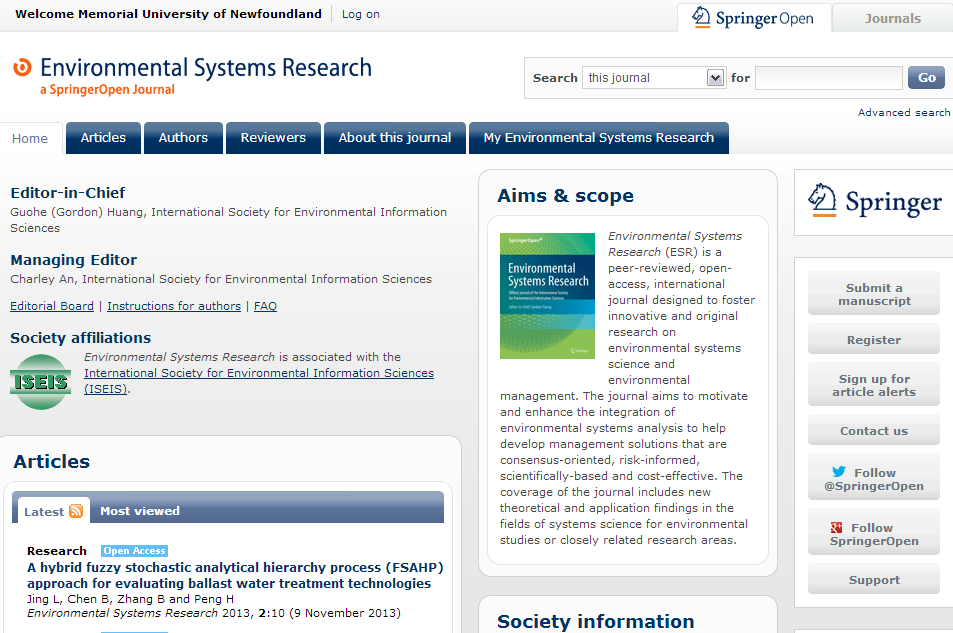 Welcome Memorial University of Newfoundland
Log on
SpringerOpen
Journals
Environmental Systems Research
a SpringerOpen Journal
Search this journal for Go
Advanced search
Home
Articles
Authors
Reviewers
About this journal
My Environmental Systems Research
Editor-in-Chief
Guohe (Gordon) Huang, International Society for Environmental Information
Sciences
Managing Editor
Charley An, International Society for Environmental Information Sciences
Editorial Board | Instructions for authors | FAQ
Society affiliations
ISEIS
Environmental Systems Research is associated with the
International Society for Environmental Information Sciences
(ISEIS).
Articles
Latest
Most viewed
Research Open Access
A hybrid fuzzy stochastic analytical hierarchy process (FSAHP)
approach for evaluating ballast water treatment technologies
Jing L, Chen B, Zhang B and Peng H
Environmental Systems Research 2013, 2:10 (9 November 2013)
Aims & scope
SpringerOpen
Environmental
Systems Research
Springer
Environmental Systems
Research (ESR) is a
peer-reviewed, open-
access, international
journal designed to foster
innovative and original
research on
environmental systems
science and
environmental
management. The journal aims to motivate
and enhance the integration of
environmental systems analysis to help
develop management solutions that are
consensus-oriented, risk-informed,
scientifically-based and cost-effective. The
coverage of the journal includes new
theoretical and application findings in the
fields of systems science for environmental
studies or closely related research areas.
Society information
Springer
Submit a
manuscript
Register
Sign up for
article alerts
Contact us
Follow
@SpringerOpen
Follow
SpringerOpen
Support